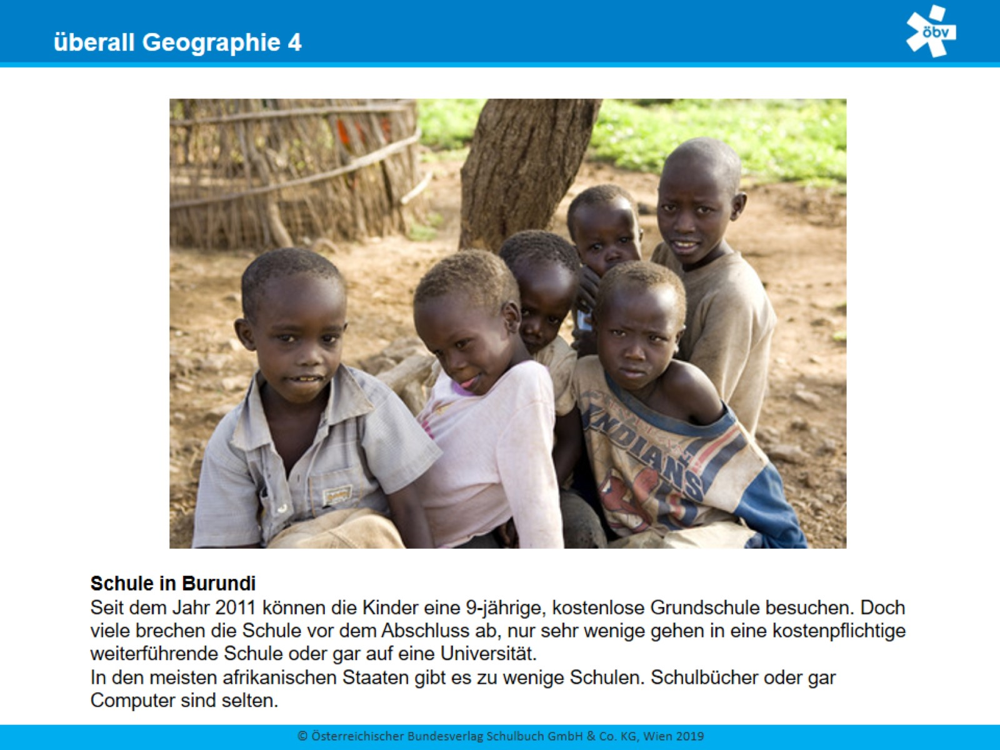 überall Geographie 4
öbv
INDIANS
Schule in Burundi
Seit dem Jahr 2011 können die Kinder eine 9-jährige, kostenlose Grundschule besuchen. Doch
viele brechen die Schule vor dem Abschluss ab, nur sehr wenige gehen in eine kostenpflichtige
weiterführende Schule oder gar auf eine Universität.
In den meisten afrikanischen Staaten gibt es zu wenige Schulen. Schulbücher oder gar
Computer sind selten.
© Österreichischer Bundesverlag Schulbuch GmbH & Co. KG, Wien 2019